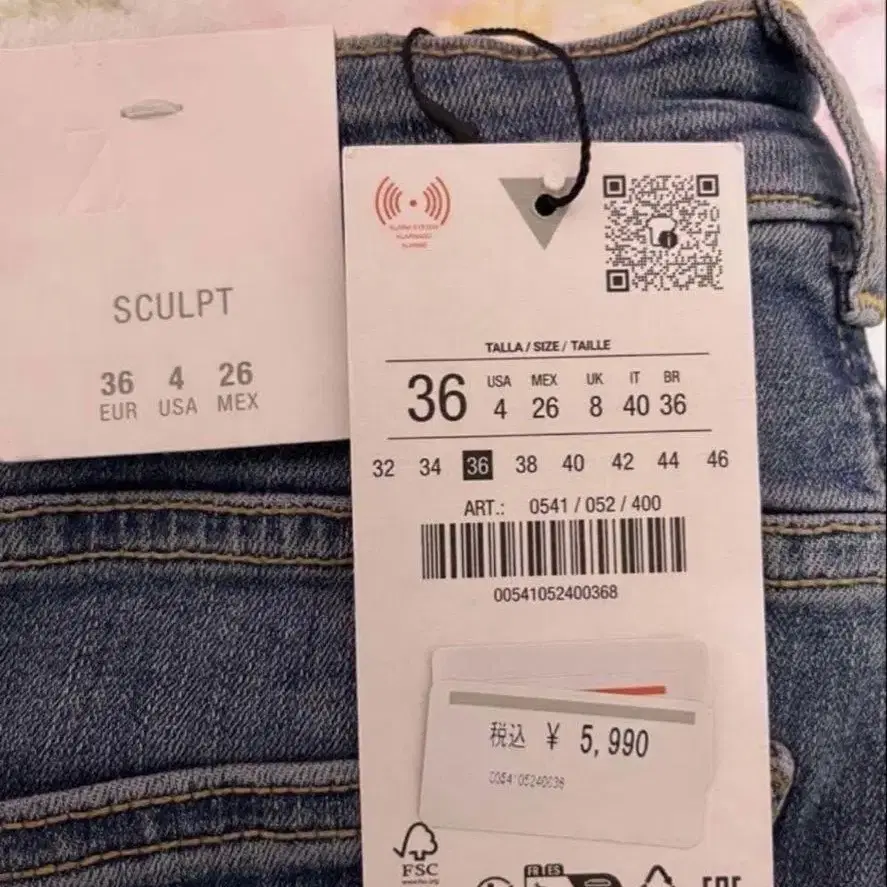 SCULPT
36 4 26
EUR USA MEX
TALLA / SIZE / TAILLE
USA MEX UK IT BR
36 4 26 8 40 36
32 34 36 38 40 42 44 46
ART.: 0541 / 052 / 400
00541052400368
税込 ¥ 5,990
FSC
FR ES